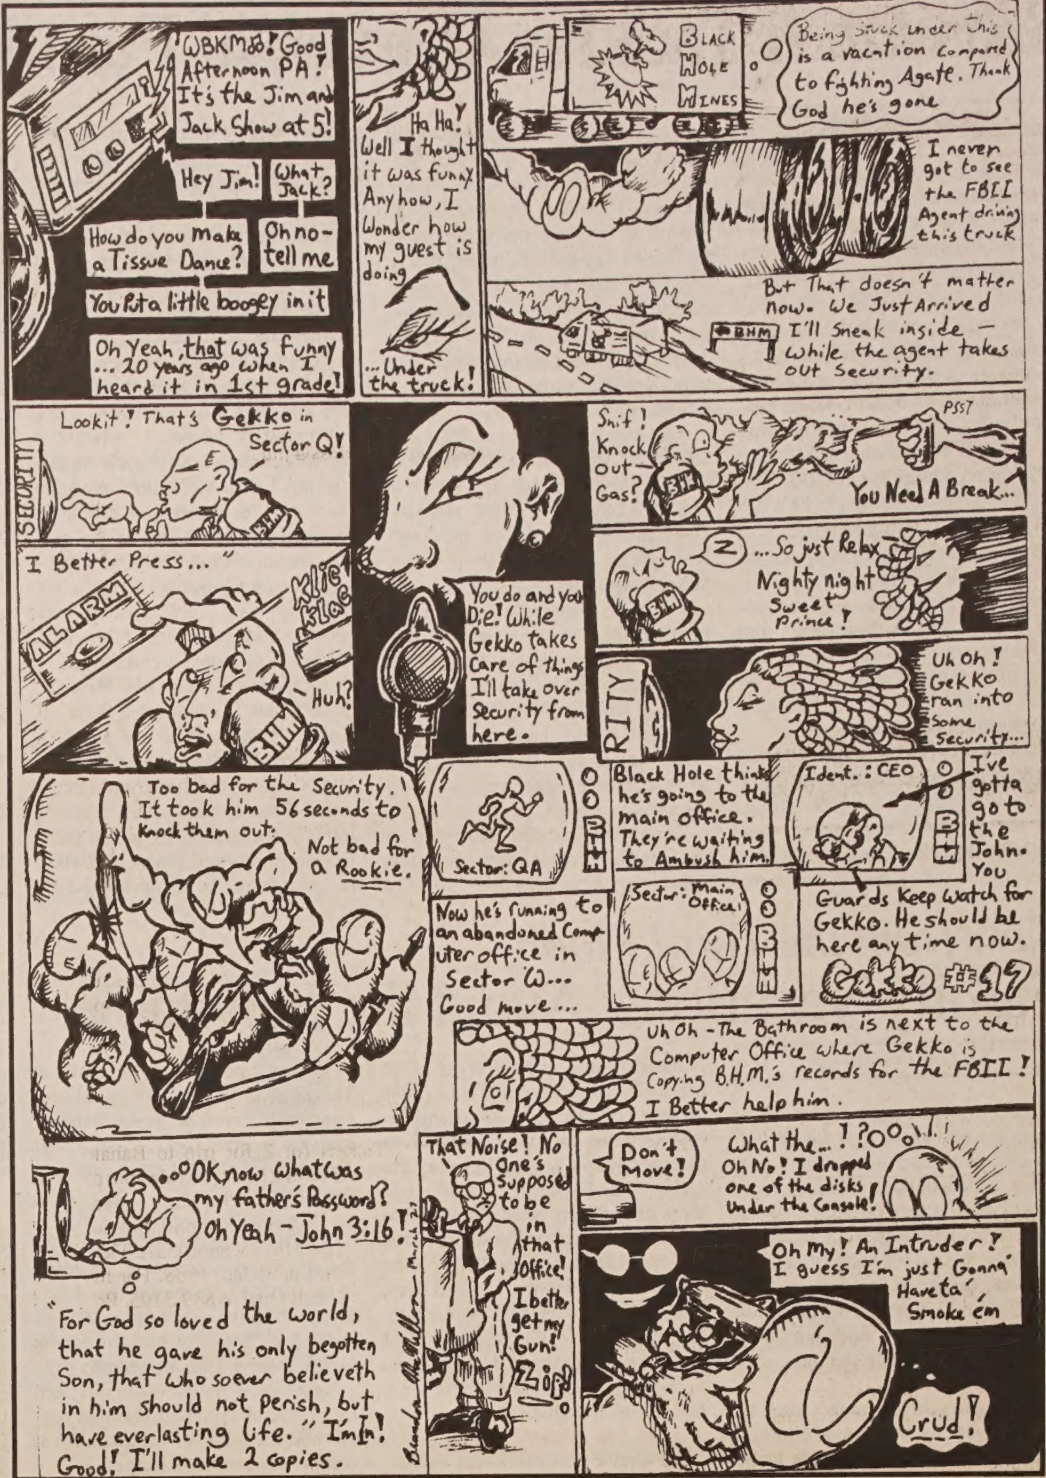 WBKM! Good
Afternoon PA!
It's the Jim and
Jack Show at 5!
Hey Jim!
What
Jack?
How do you make
a Tissue Dance?
Oh no-
tell me
You Put a little boogey in it
Oh Yeah, that was funny
... 20 years ago when I
heard it in 1st grade!
Ha Ha!
Well I thought
it was funny
Anyhow, I
Wonder how
my guest is
doing
... Under
the truck!
BLACK
HOLE
MINES
Being stuck under this
is a vacation compared
to fighting Agate. Thank
God he's gone
I never
got to see
the FBII
Agent driving
this truck
But That doesn't matter
now. We Just Arrived
I'll Sneak inside -
while the agent takes
out Security.
BHM
Lookit! That's Gekko in
Sector Q!
SECURITY
BHM
"I Better Press..."
ALARM
Klic
Klac
Huh?
BHM
You do and you
Die! While
Gekko takes
Care of things
I'll take over
Security from
here.
Snif!
Knock
out
Gas?
BHM
PSST
You Need A Break...
Z
...So just Relax
Nighty night
Sweet
Prince!
BHM
RITY
Uh Oh!
Gekko
ran into
some
security...
Too bad for the Security.
It took him 56 seconds to
Knock them out.
Not bad for
a Rookie.
Sector: QA
BHM
Black Hole thinks
he's going to the
main office.
They're waiting
to Ambush him.
Ident.: CEO
BHM
I've
gotta
go to
the
John.
You
Guards Keep Watch for
Gekko. He should be
here any time now.
Now he's running to
an abandoned Comp-
uter office in
Sector W...
Good move...
Sector: Main
Office
BHM
Gekko #17
Uh Oh - The Bathroom is next to the
Computer Office where Gekko is
Copying B.H.M.'s records for the FBII!
I Better help him.
OK, now what was
my father's Password?
Oh Yeah - John 3:16!
"For God so loved the world,
that he gave his only begotten
Son, that who so ever believeth
in him should not perish, but
have everlasting life." I'm In!
Good! I'll make 2 copies.
That Noise! No
One's
Supposed
to be
in
that
Office!
I better
get my
Gun!
Zip!
Don't
Move!
What the...!?
Oh No! I dropped
one of the disks
Under the Console!
Oh My! An Intruder!
I guess I'm just Gonna'
Have ta'
Smoke em
Crud!